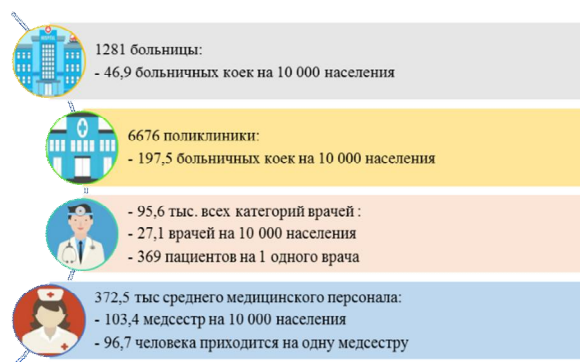 1281 больницы:
- 46,9 больничных коек на 10 000 населения
6676 поликлиники:
- 197,5 больничных коек на 10 000 населения
- 95,6 тыс. всех категорий врачей :
- 27,1 врачей на 10 000 населения
- 369 пациентов на 1 одного врача
372,5 тыс среднего медицинского персонала:
- 103,4 медсестр на 10 000 населения
- 96,7 человека приходится на одну медсестру